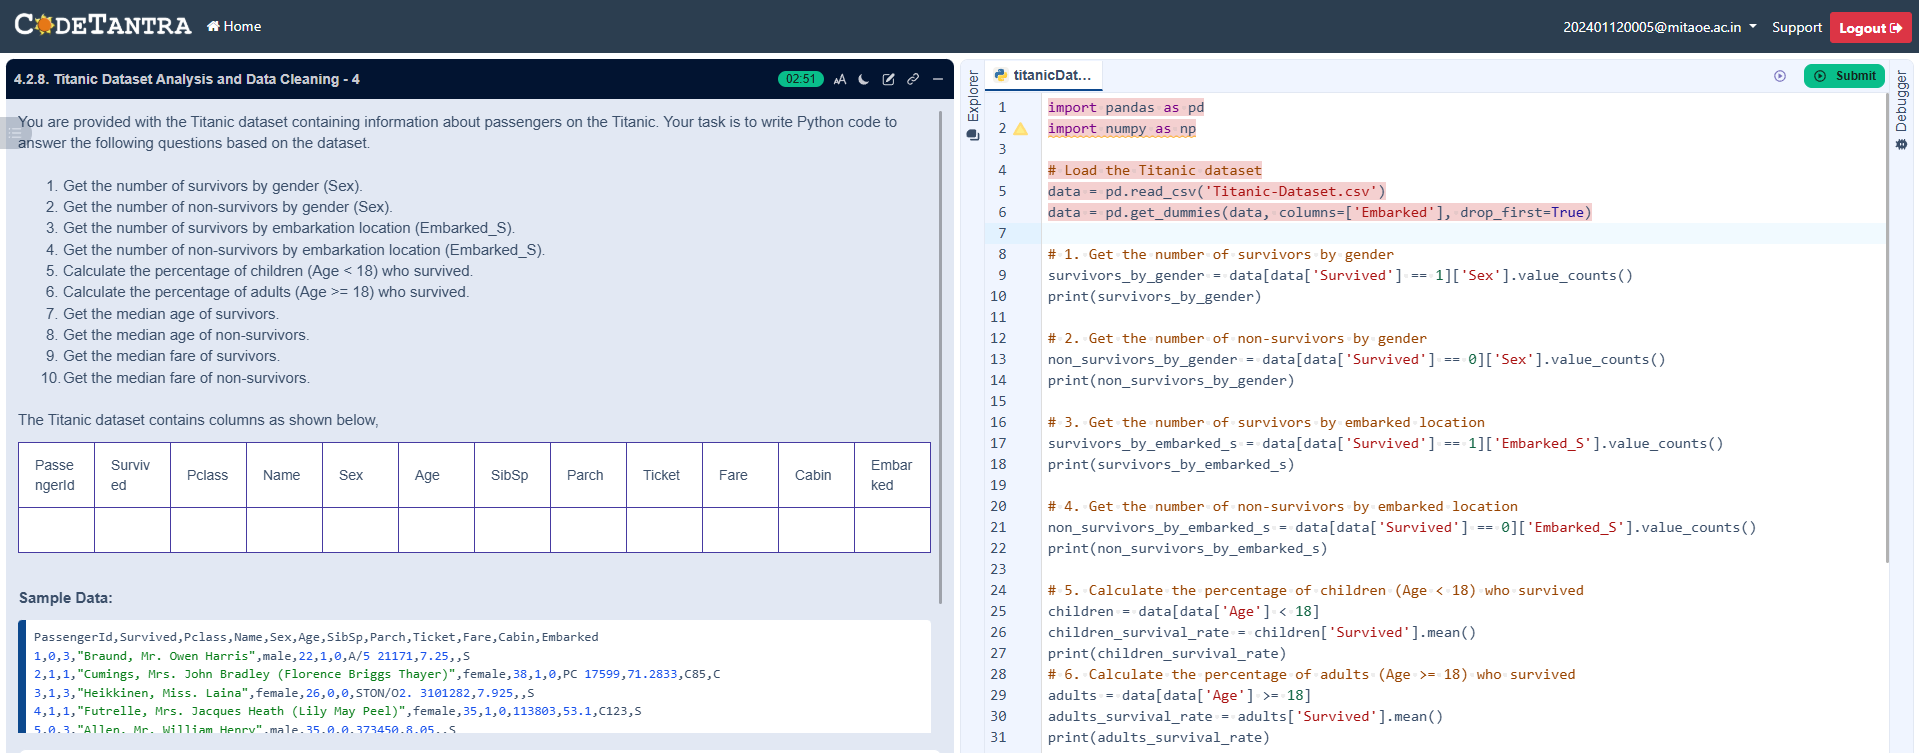 CODETANTRA
Home
202401120005@mitaoe.ac.in
Support
Logout
4.2.8. Titanic Dataset Analysis and Data Cleaning - 4
02:51
AA
You are provided with the Titanic dataset containing information about passengers on the Titanic. Your task is to write Python code to
answer the following questions based on the dataset.
1. Get the number of survivors by gender (Sex).
2. Get the number of non-survivors by gender (Sex).
3. Get the number of survivors by embarkation location (Embarked_S).
4. Get the number of non-survivors by embarkation location (Embarked_S).
5. Calculate the percentage of children (Age < 18) who survived.
6. Calculate the percentage of adults (Age >= 18) who survived.
7. Get the median age of survivors.
8. Get the median age of non-survivors.
9. Get the median fare of survivors.
10. Get the median fare of non-survivors.
The Titanic dataset contains columns as shown below,
Passe
ngerId
Surviv
ed
Pclass
Name
Sex
Age
SibSp
Parch
Ticket
Fare
Cabin
Embar
ked
Sample Data:
PassengerId,Survived,Pclass,Name,Sex,Age,SibSp,Parch,Ticket,Fare,Cabin,Embarked
1,0,3,"Braund, Mr. Owen Harris",male,22,1,0,A/5 21171,7.25,,S
2,1,1,"Cumings, Mrs. John Bradley (Florence Briggs Thayer)",female,38,1,0,PC 17599,71.2833,C85,C
3,1,3,"Heikkinen, Miss. Laina",female,26,0,0,STON/O2. 3101282,7.925,,S
4,1,1,"Futrelle, Mrs. Jacques Heath (Lily May Peel)",female,35,1,0,113803,53.1,C123,S
5,0,3,"Allen, Mr. William Henry",male,35,0,0,373450,8.05,,S
Explorer
titanicDat...
Submit
Debugger
1 import pandas as pd
2 import numpy as np
3
4 # Load the Titanic dataset
5 data = pd.read_csv('Titanic-Dataset.csv')
6 data = pd.get_dummies(data, columns=['Embarked'], drop_first=True)
7
8 # 1. Get the number of survivors by gender
9 survivors_by_gender = data[data['Survived'] == 1]['Sex'].value_counts()
10 print(survivors_by_gender)
11
12 # 2. Get the number of non-survivors by gender
13 non_survivors_by_gender = data[data['Survived'] == 0]['Sex'].value_counts()
14 print(non_survivors_by_gender)
15
16 # 3. Get the number of survivors by embarked location
17 survivors_by_embarked_s = data[data['Survived'] == 1]['Embarked_S'].value_counts()
18 print(survivors_by_embarked_s)
19
20 # 4. Get the number of non-survivors by embarked location
21 non_survivors_by_embarked_s = data[data['Survived'] == 0]['Embarked_S'].value_counts()
22 print(non_survivors_by_embarked_s)
23
24 # 5. Calculate the percentage of children (Age < 18) who survived
25 children = data[data['Age'] < 18]
26 children_survival_rate = children['Survived'].mean()
27 print(children_survival_rate)
28 # 6. Calculate the percentage of adults (Age >= 18) who survived
29 adults = data[data['Age'] >= 18]
30 adults_survival_rate = adults['Survived'].mean()
31 print(adults_survival_rate)